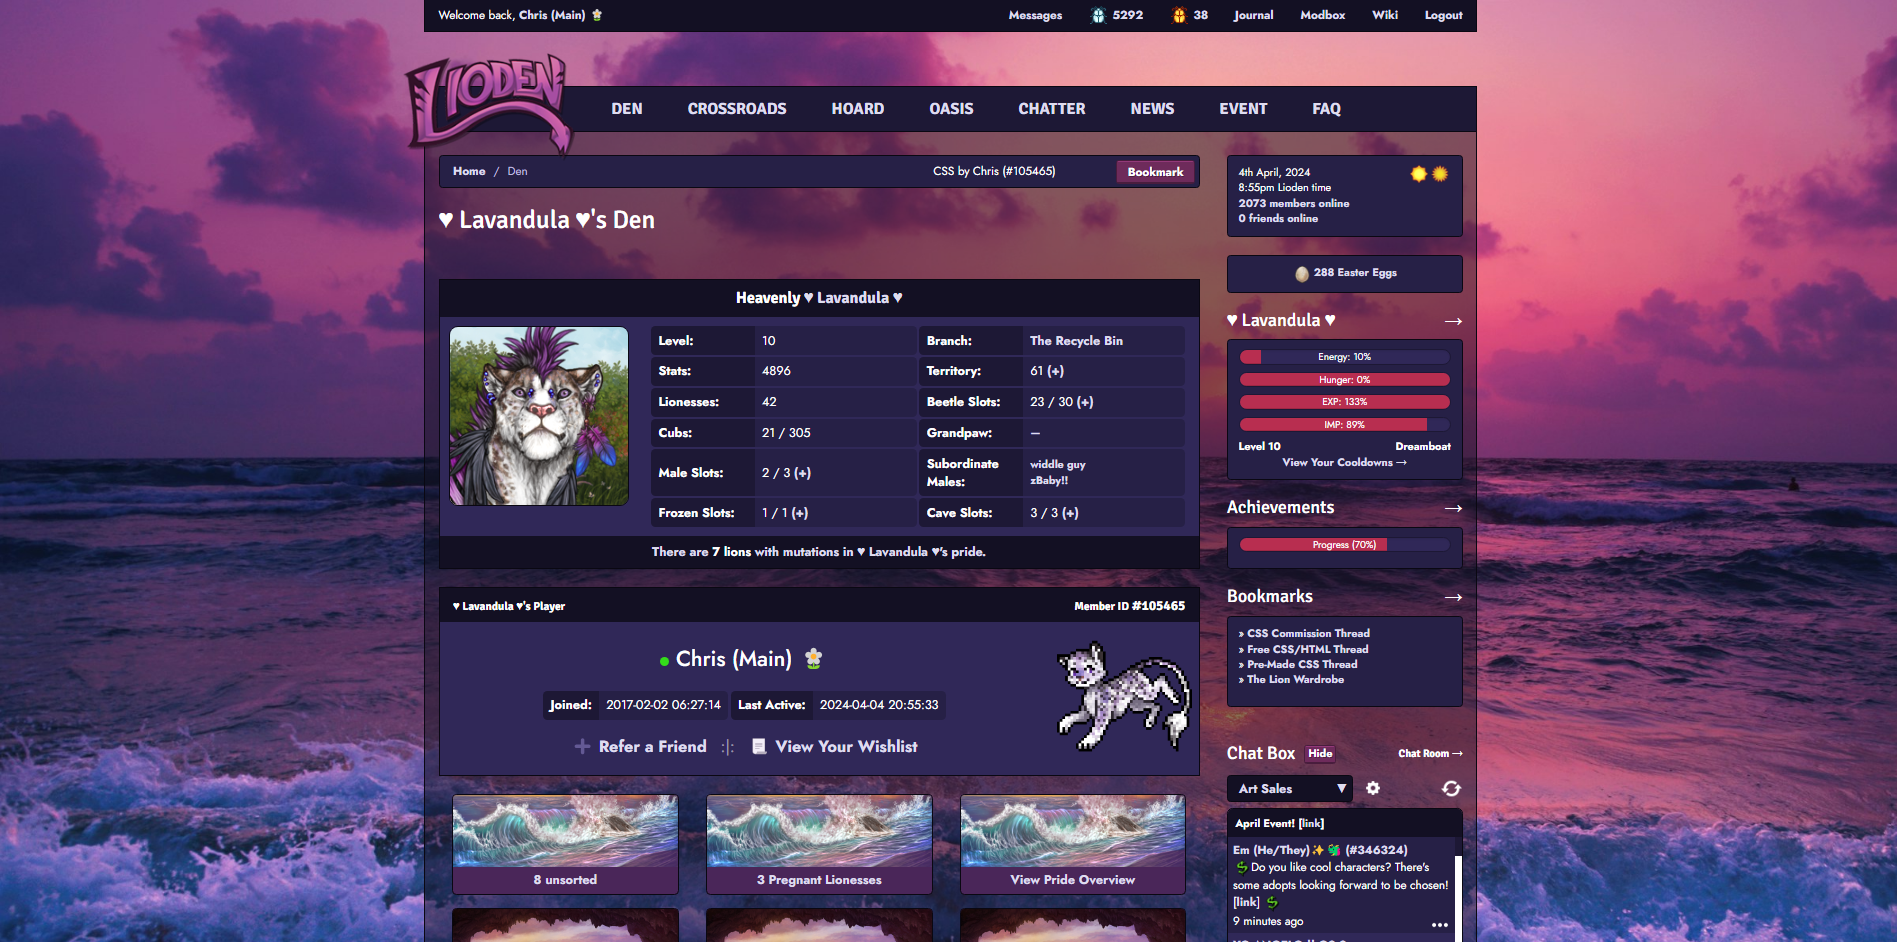 Welcome back, Chris (Main)
Messages 5292 38 Journal Modbox Wiki Logout
LIODEN
DEN CROSSROADS HOARD OASIS CHATTER NEWS EVENT FAQ
Home / Den CSS by Chris (#105465) Bookmark
♥ Lavandula ♥'s Den
Heavenly ♥ Lavandula ♥
Level: 10 Branch: The Recycle Bin
Stats: 4896 Territory: 61 (+)
Lionesses: 42 Beetle Slots: 23 / 30 (+)
Cubs: 21 / 305 Grandpaw: —
Male Slots: 2 / 3 (+) Subordinate Males: widdle guy
zBaby!!
Frozen Slots: 1 / 1 (+) Cave Slots: 3 / 3 (+)
There are 7 lions with mutations in ♥ Lavandula ♥'s pride.
♥ Lavandula ♥'s Player Member ID #105465
Chris (Main)
Joined: 2017-02-02 06:27:14 Last Active: 2024-04-04 20:55:33
Refer a Friend :|: View Your Wishlist
8 unsorted
3 Pregnant Lionesses
View Pride Overview
4th April, 2024
8:55pm Lioden time
2073 members online
0 friends online
288 Easter Eggs
♥ Lavandula ♥ →
Energy: 10%
Hunger: 0%
EXP: 133%
IMP: 89%
Level 10 Dreamboat
View Your Cooldowns →
Achievements →
Progress (70%)
Bookmarks →
» CSS Commission Thread
» Free CSS/HTML Thread
» Pre-Made CSS Thread
» The Lion Wardrobe
Chat Box Hide Chat Room →
Art Sales ▼
April Event! [link]
Em (He/They) (#346324)
Do you like cool characters? There's
some adopts looking forward to be chosen!
[link]
9 minutes ago